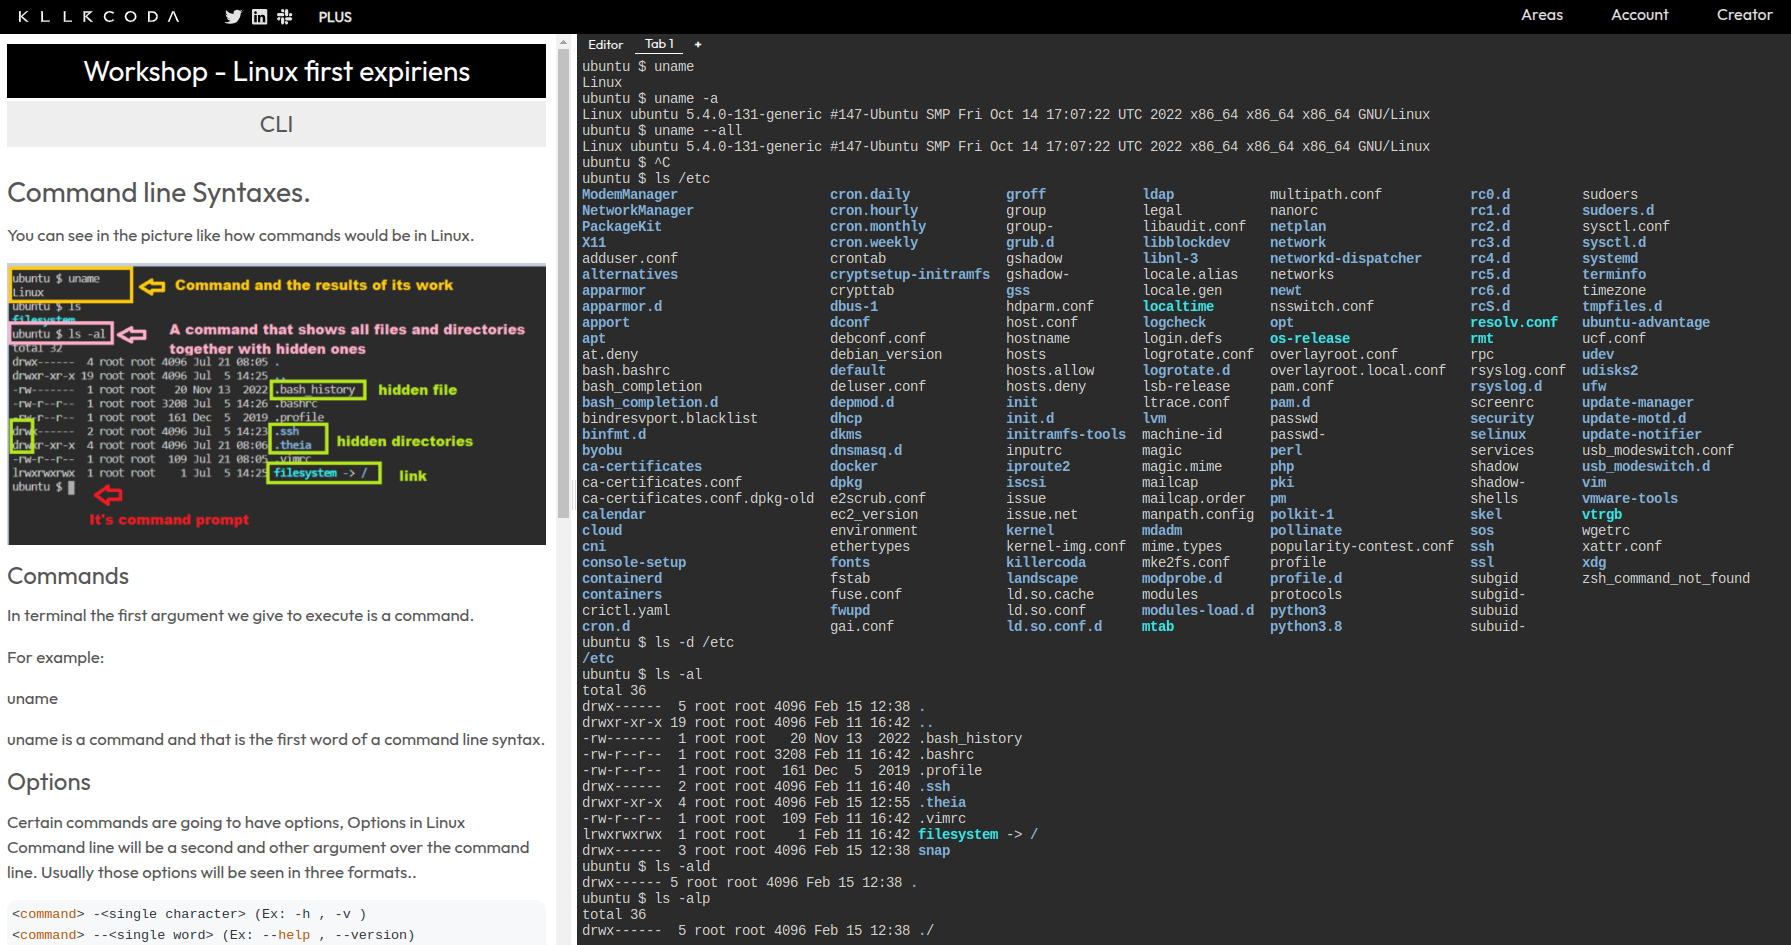 KLLRCODA PLUS Areas Account Creator
Workshop - Linux first expiriens
CLI
Command line Syntaxes.
You can see in the picture like how commands would be in Linux.
ubuntu $ uname
Linux
Command and the results of its work
ubuntu $ ls
filesystem
ubuntu $ ls -al
A command that shows all files and directories
together with hidden ones
total 32
drwx------ 4 root root 4096 Jul 21 08:05 .
drwxr-xr-x 19 root root 4096 Jul 5 14:25 ..
-rw------- 1 root root 20 Nov 13 2022 .bash_history hidden file
-rw-r--r-- 1 root root 3208 Jul 5 14:26 .bashrc
-rw-r--r-- 1 root root 161 Dec 5 2019 .profile
drwx------ 2 root root 4096 Jul 5 14:23 .ssh
drwxr-xr-x 4 root root 4096 Jul 21 08:06 .theia hidden directories
-rw-r--r-- 1 root root 109 Jul 21 08:05 .vimrc
lrwxrwxrwx 1 root root 1 Jul 5 14:25 filesystem -> / link
ubuntu $
It's command prompt
Commands
In terminal the first argument we give to execute is a command.
For example:
uname
uname is a command and that is the first word of a command line syntax.
Options
Certain commands are going to have options, Options in Linux
Command line will be a second and other argument over the command
line. Usually those options will be seen in three formats..
<command> -<single character> (Ex: -h , -v )
<command> --<single word> (Ex: --help , --version)
Editor Tab 1 +
ubuntu $ uname
Linux
ubuntu $ uname -a
Linux ubuntu 5.4.0-131-generic #147-Ubuntu SMP Fri Oct 14 17:07:22 UTC 2022 x86_64 x86_64 x86_64 GNU/Linux
ubuntu $ uname --all
Linux ubuntu 5.4.0-131-generic #147-Ubuntu SMP Fri Oct 14 17:07:22 UTC 2022 x86_64 x86_64 x86_64 GNU/Linux
ubuntu $ ^C
ubuntu $ ls /etc
ModemManager cron.daily groff ldap multipath.conf rc0.d sudoers
NetworkManager cron.hourly group legal nanorc rc1.d sudoers.d
PackageKit cron.monthly group- libaudit.conf netplan rc2.d sysctl.conf
X11 cron.weekly grub.d libblockdev network rc3.d sysctl.d
adduser.conf crontab gshadow libnl-3 networkd-dispatcher rc4.d systemd
alternatives cryptsetup-initramfs gshadow- locale.alias networks rc5.d terminfo
apparmor crypttab gss locale.gen newt rc6.d timezone
apparmor.d dbus-1 hdparm.conf localtime nsswitch.conf rcS.d tmpfiles.d
apport dconf host.conf logcheck opt resolv.conf ubuntu-advantage
apt debconf.conf hostname login.defs os-release rmt ucf.conf
at.deny debian_version hosts logrotate.conf overlayroot.conf rpc udev
bash.bashrc default hosts.allow logrotate.d overlayroot.local.conf rsyslog.conf udisks2
bash_completion deluser.conf hosts.deny lsb-release pam.conf rsyslog.d ufw
bash_completion.d depmod.d init ltrace.conf pam.d screenrc update-manager
bindresvport.blacklist dhcp init.d lvm passwd security update-motd.d
binfmt.d dkms initramfs-tools machine-id passwd- selinux update-notifier
byobu dnsmasq.d inputrc magic perl services usb_modeswitch.conf
ca-certificates docker iproute2 magic.mime php shadow usb_modeswitch.d
ca-certificates.conf dpkg iscsi mailcap pki shadow- vim
ca-certificates.conf.dpkg-old e2scrub.conf issue mailcap.order pm shells vmware-tools
calendar ec2_version issue.net manpath.config polkit-1 skel vtrgb
cloud environment kernel mdadm pollinate sos wgetrc
cni ethertypes kernel-img.conf mime.types popularity-contest.conf ssh xattr.conf
console-setup fonts killercoda mke2fs.conf profile ssl xdg
containerd fstab landscape modprobe.d profile.d subgid zsh_command_not_found
containers fuse.conf ld.so.cache modules protocols subgid-
crictl.yaml fwupd ld.so.conf modules-load.d python3 subuid
cron.d gai.conf ld.so.conf.d mtab python3.8 subuid-
ubuntu $ ls -d /etc
/etc
ubuntu $ ls -al
total 36
drwx------ 5 root root 4096 Feb 15 12:38 .
drwxr-xr-x 19 root root 4096 Feb 11 16:42 ..
-rw------- 1 root root 20 Nov 13 2022 .bash_history
-rw-r--r-- 1 root root 3208 Feb 11 16:42 .bashrc
-rw-r--r-- 1 root root 161 Dec 5 2019 .profile
drwx------ 2 root root 4096 Feb 11 16:40 .ssh
drwxr-xr-x 4 root root 4096 Feb 15 12:55 .theia
-rw-r--r-- 1 root root 109 Feb 11 16:42 .vimrc
lrwxrwxrwx 1 root root 1 Feb 11 16:42 filesystem -> /
drwx------ 3 root root 4096 Feb 15 12:38 snap
ubuntu $ ls -ald
drwx------ 5 root root 4096 Feb 15 12:38 .
ubuntu $ ls -alp
total 36
drwx------ 5 root root 4096 Feb 15 12:38 ./